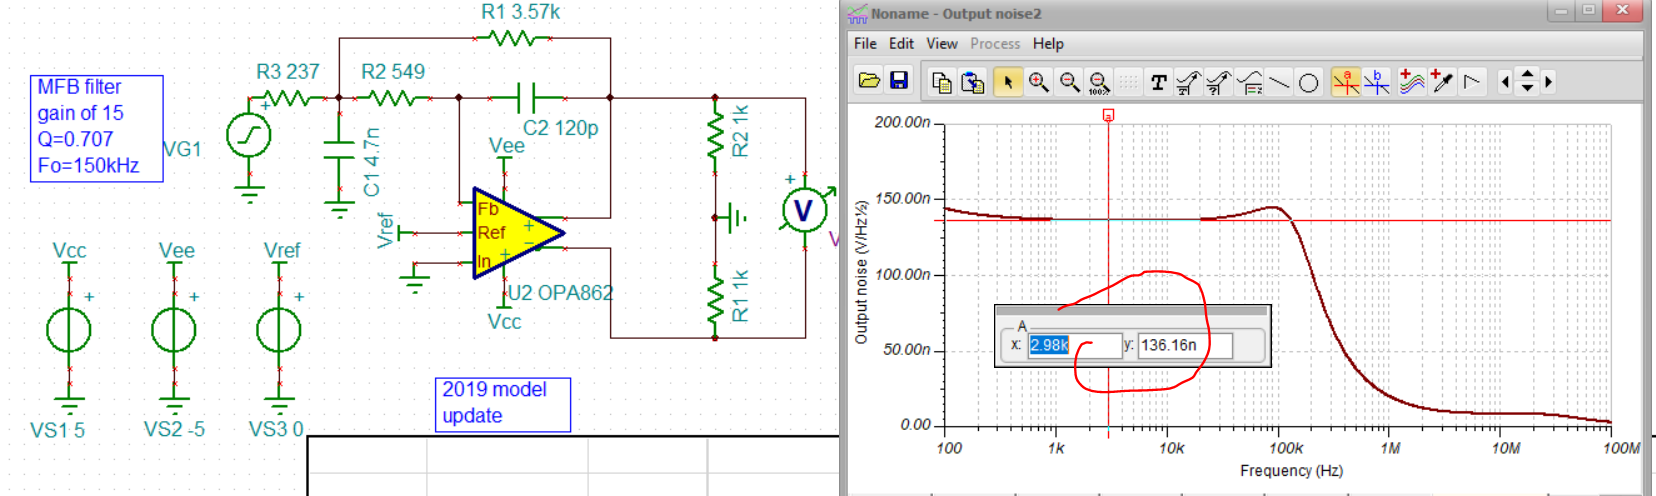 R1 3.57k
MFB filter
gain of 15
Q=0.707
Fo=150kHz
R3 237
R2 549
+
VG1
C1 4.7n
C2 120p
Vee
Vref
Fb
Ref
In
+
−
+
U2 OPA862
Vcc
R2 1k
R1 1k
+
V
Vcc
Vee
Vref
+
+
+
VS1 5
VS2 -5
VS3 0
2019 model
update
Noname - Output noise2
File Edit View Process Help
100%
T
a
b
a
Output noise (V/Hz½)
200.00n
150.00n
100.00n
50.00n
0.00
A
x: 2.98k y: 136.16n
100 1k 10k 100k 1M 10M 100M
Frequency (Hz)